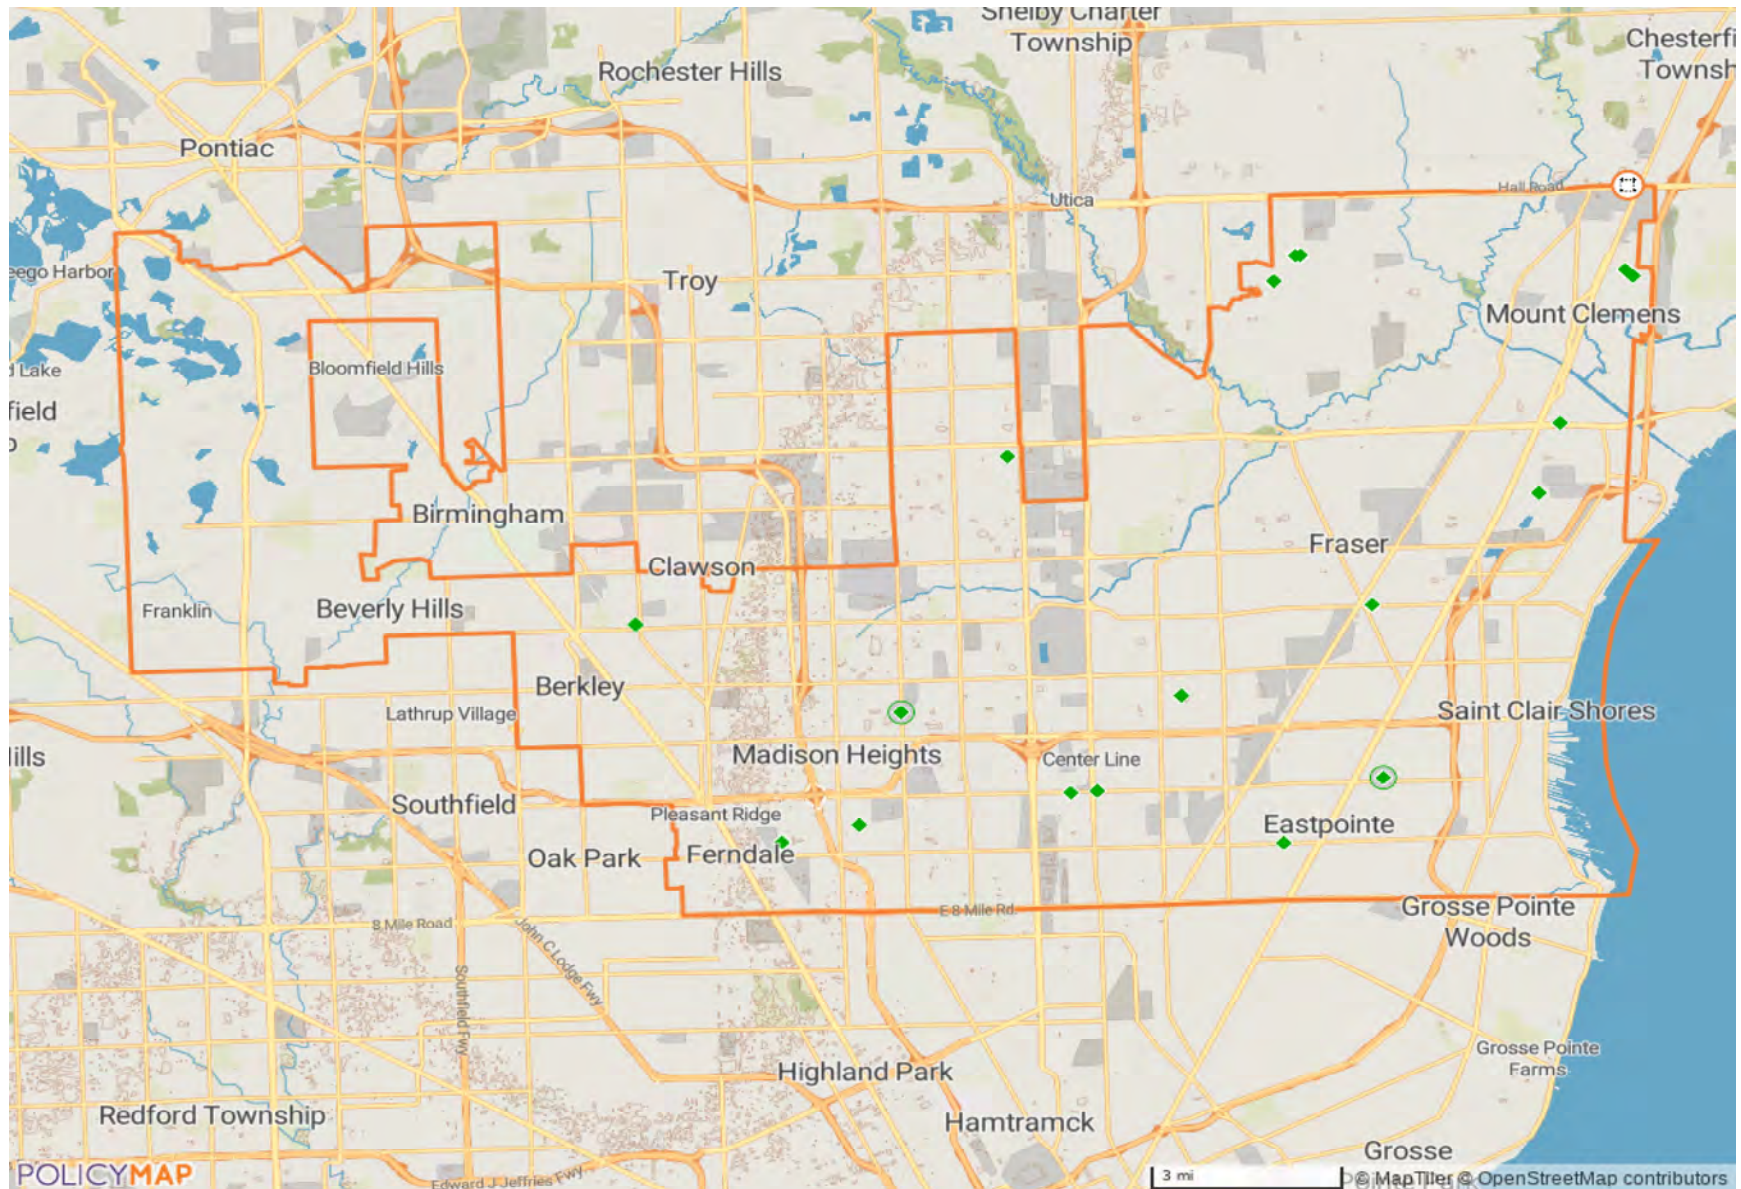 Shelby Charter
Township
Chesterfi
Townsh
Rochester Hills
Pontiac
Hall Road
Utica
eego Harbor
Troy
Mount Clemens
d Lake
Bloomfield Hills
field
Birmingham
Fraser
Clawson
Franklin
Beverly Hills
Berkley
Lathrup Village
Saint Clair Shores
ills
Madison Heights
Center Line
Southfield
Pleasant Ridge
Eastpointe
Oak Park
Ferndale
E 8 Mile Rd.
Grosse Pointe
Woods
8 Mile Road
John C Lodge Fwy
Southfield Fwy
Grosse Pointe
Farms
Highland Park
Redford Township
Hamtramck
Grosse
POLICYMAP
Edward J Jeffries Fwy
3 mi
© MapTiler © OpenStreetMap contributors